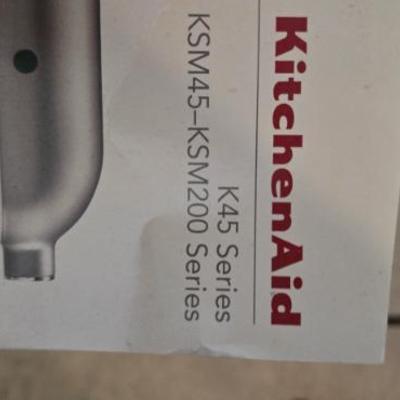 KitchenAid
K45 Series
KSM45–KSM200 Series